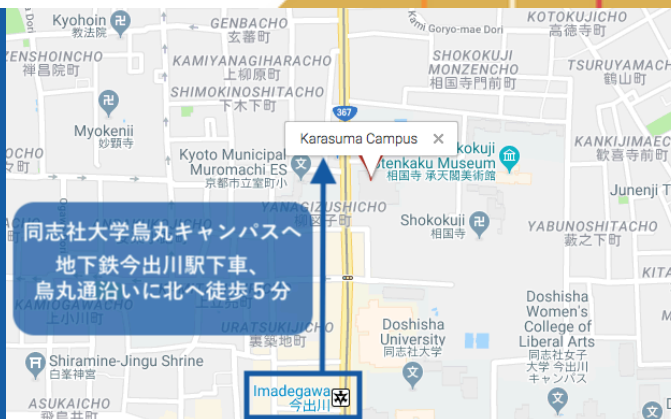 Kyohoin
教法院
GENBACHO
玄蕃町
Kami Goryo-mae Dori
KOTOKUJICHO
高徳寺町
ZENSHOINCHO
禅昌院町
KAMIYANAGIHARACHO
上柳原町
SHOKOKUJI
MONZENCHO
相国寺門前町
TSURUYAMACH
鶴山町
SHIMOKINOSHITACHO
下木下町
Myokenji
妙顕寺
367
Karasuma Campus ×
Kyoto Municipal
Muromachi ES
京都市立室町小
kokuji
tenkaku Museum
相国寺 承天閣美術館
KANKIJIMAEC
歓喜寺前町
YANAGIZUSHICHO
柳図子町
Junenji T
Shokokuji
相国寺
YABUNOSHITACHO
薮之下町
同志社大学烏丸キャンパスへ
地下鉄今出川駅下車、
烏丸通沿いに北へ徒歩5分
KAMIOGAWACHO
上小川町
KITA
URATSUKIJICHO
裏築地町
Doshisha
University
同志社大学
Doshisha
Women's
College of
Liberal Arts
同志社女子
大学 今出川
キャンパス
Shiramine-Jingu Shrine
白峯神宮
Imadegawa
今出川
ASUKAICHO
飛鳥井町